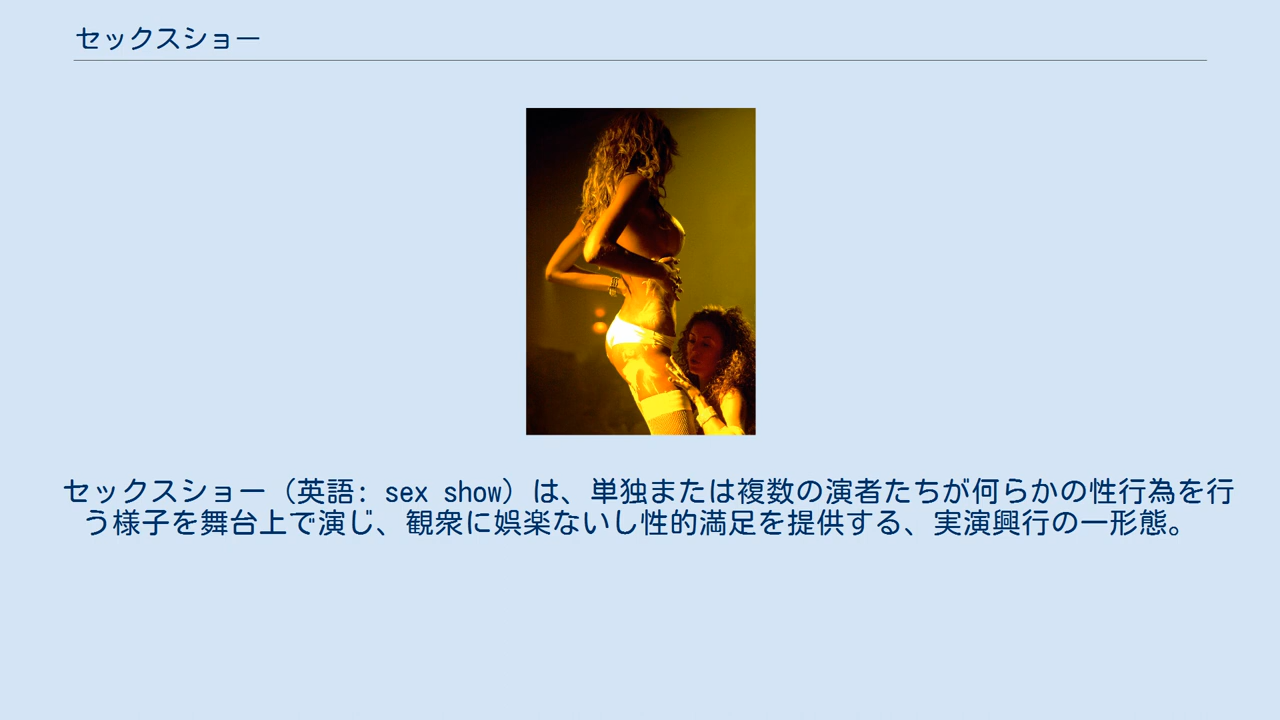 セックスショー
セックスショー（英語: sex show）は、単独または複数の演者たちが何らかの性行為を行
う様子を舞台上で演じ、観衆に娯楽ないし性的満足を提供する、実演興行の一形態。